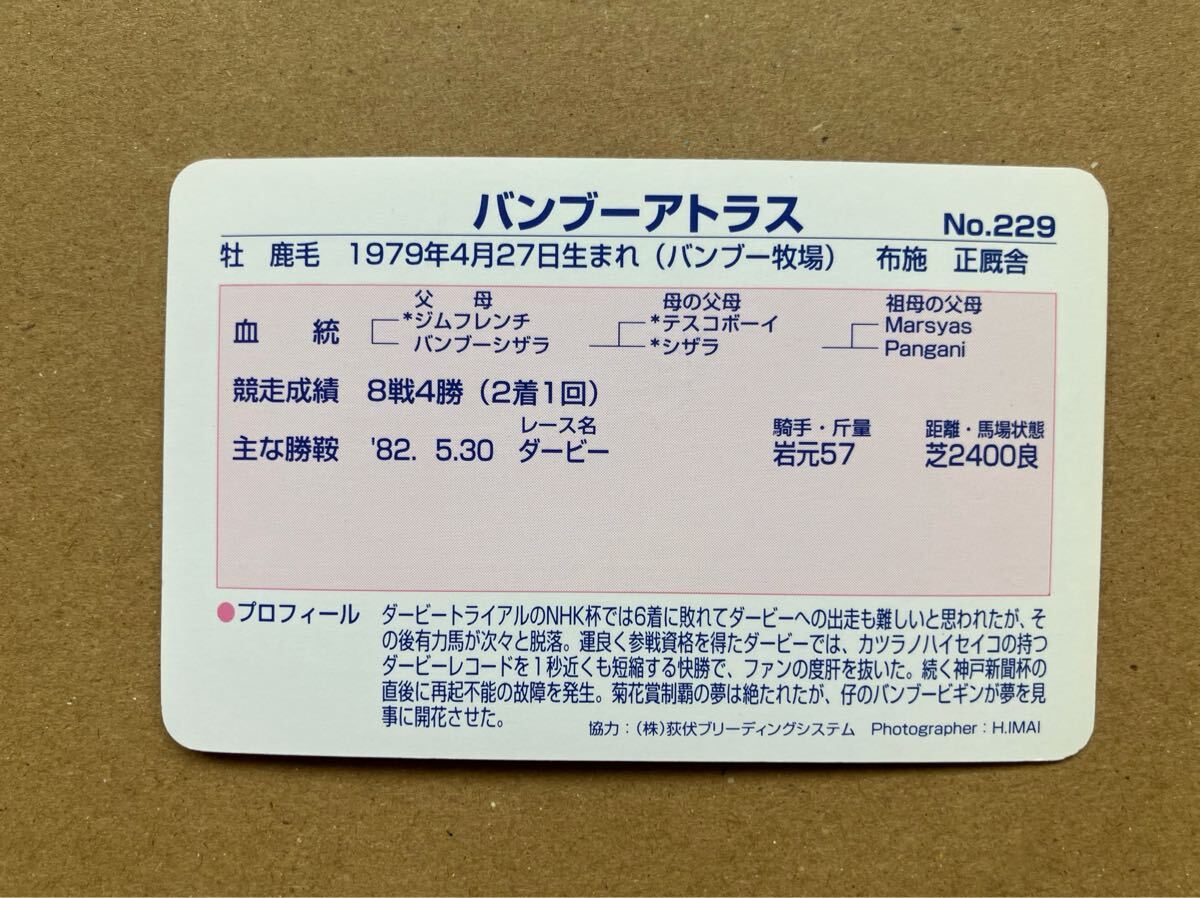 バンブーアトラス No.229
牡 鹿毛 1979年4月27日生まれ（バンブー牧場） 布施 正厩舎
父 母 母の父母 祖母の父母
血 統 *ジムフレンチ *テスコボーイ Marsyas
バンブーシザラ *シザラ Pangani
競走成績 8戦4勝（2着1回）
レース名 騎手・斤量 距離・馬場状態
主な勝鞍 '82. 5.30 ダービー 岩元57 芝2400良
●プロフィール ダービートライアルのNHK杯では6着に敗れてダービーへの出走も難しいと思われたが、そ
の後有力馬が次々と脱落。運良く参戦資格を得たダービーでは、カツラノハイセイコの持つ
ダービーレコードを1秒近くも短縮する快勝で、ファンの度肝を抜いた。続く神戸新聞杯の
直後に再起不能の故障を発生。菊花賞制覇の夢は絶たれたが、仔のバンブービギンが夢を見
事に開花させた。
協力：（株）荻伏ブリーディングシステム Photographer：H.IMAI